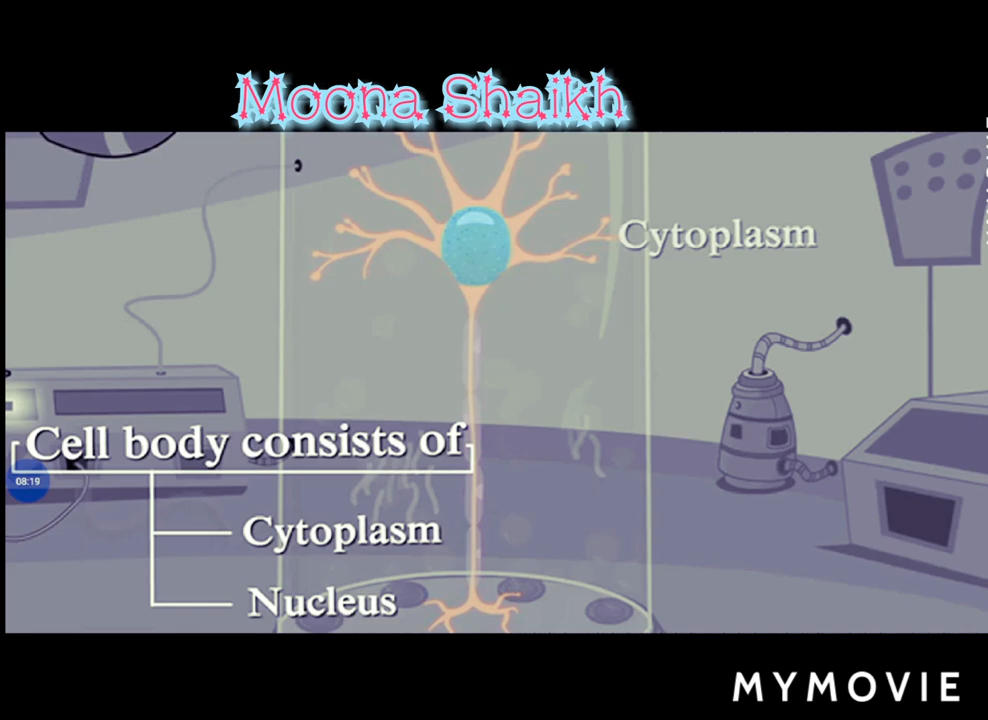 Moona Shaikh
Cytoplasm
Cell body consists of
08:19
Cytoplasm
Nucleus
MYMOVIE